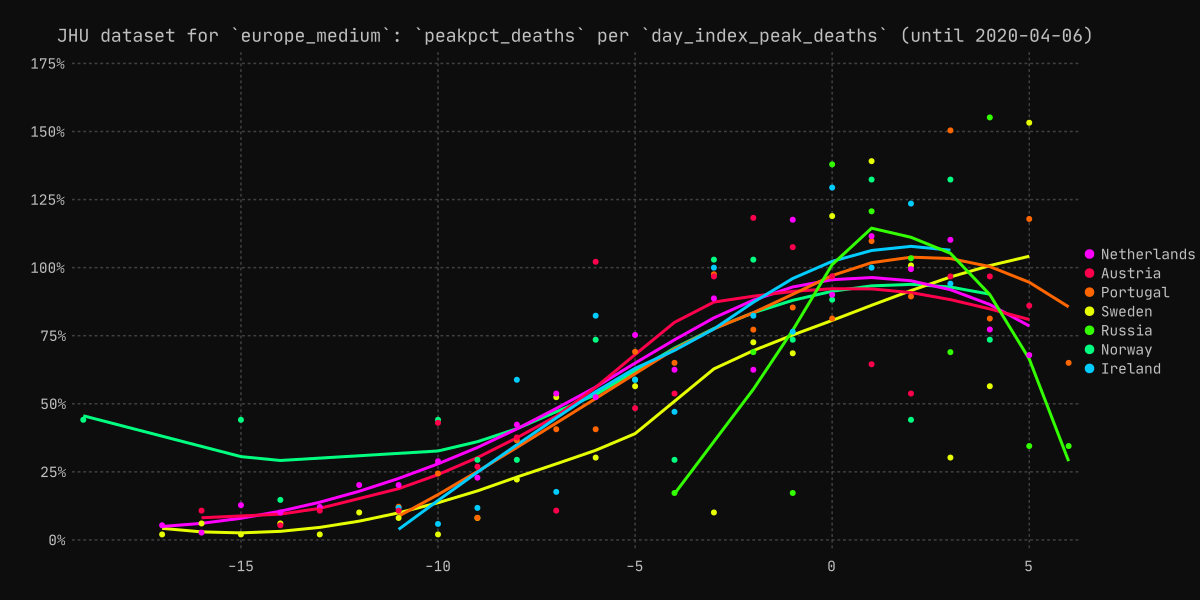 JHU dataset for `europe_medium`: `peakpct_deaths` per `day_index_peak_deaths` (until 2020-04-06)
175%
150%
125%
100%
75%
50%
25%
0%
-15
-10
-5
0
5
Netherlands
Austria
Portugal
Sweden
Russia
Norway
Ireland